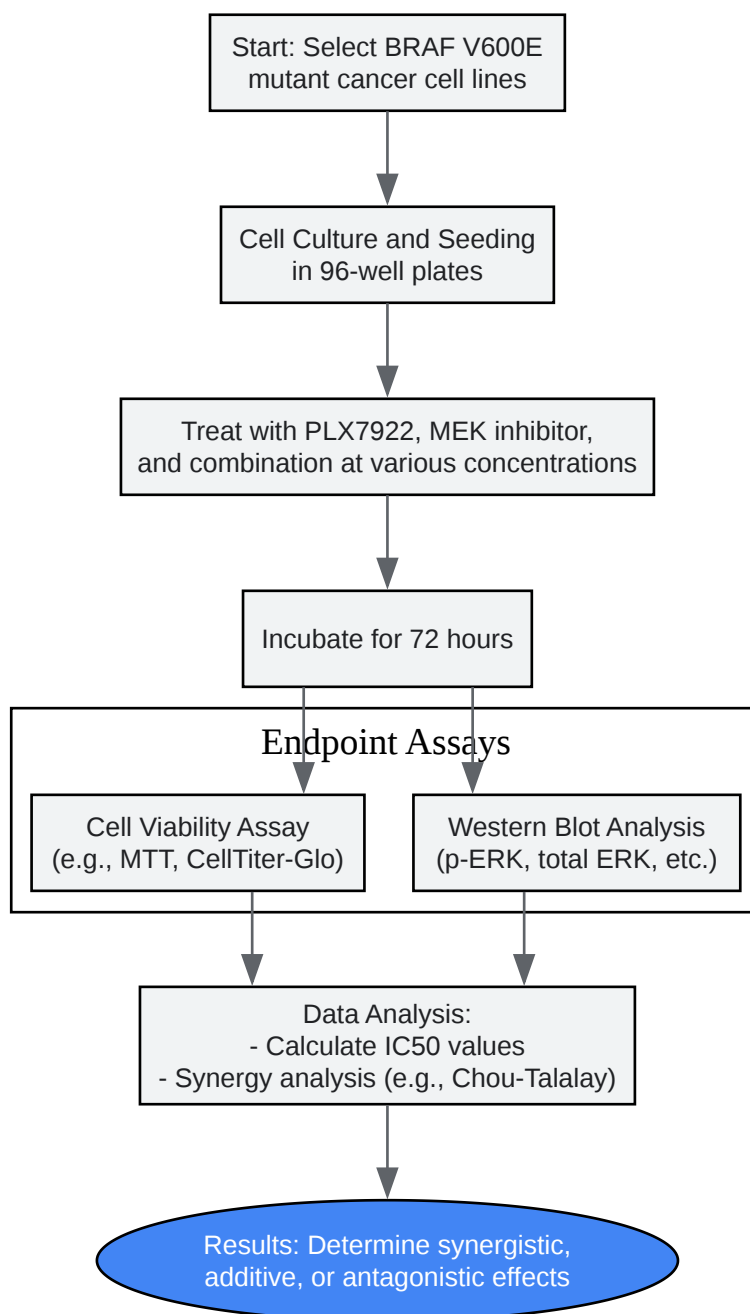 Start: Select BRAF V600E
mutant cancer cell lines
Cell Culture and Seeding
in 96-well plates
Treat with PLX7922, MEK inhibitor,
and combination at various concentrations
Incubate for 72 hours
Endpoint Assays
Cell Viability Assay
(e.g., MTT, CellTiter-Glo)
Western Blot Analysis
(p-ERK, total ERK, etc.)
Data Analysis:
- Calculate IC50 values
- Synergy analysis (e.g., Chou-Talalay)
Results: Determine synergistic,
additive, or antagonistic effects